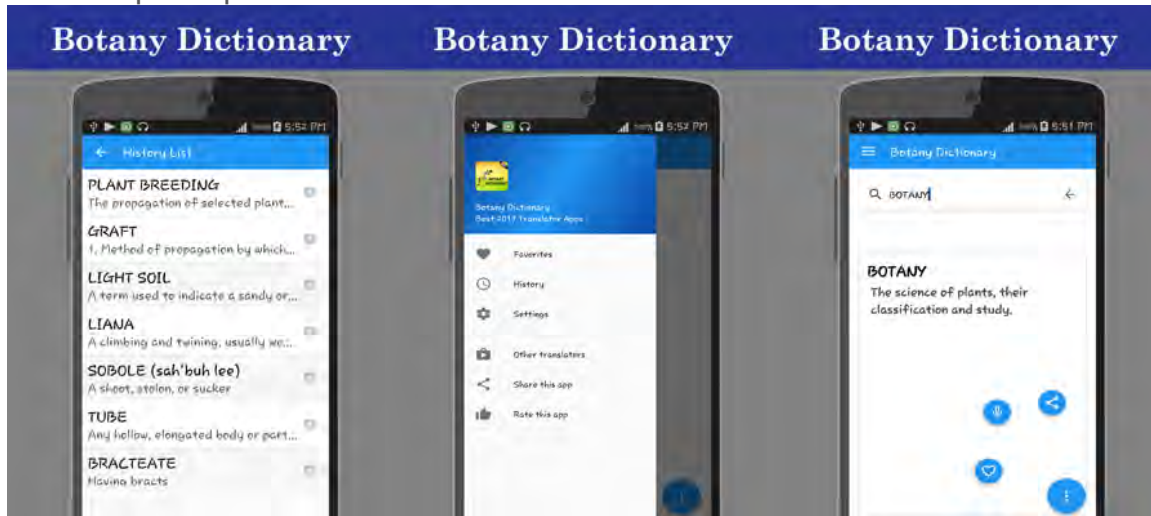 Botany Dictionary
5:52 PM
History List
PLANT BREEDING
The propagation of selected plant...
GRAFT
1. Method of propagation by which...
LIGHT SOIL
A term used to indicate a sandy or...
LIANA
A climbing and twining, usually wo...
SOBOLE (sah'buh lee)
A shoot, stolon, or sucker
TUBE
Any hollow, elongated body or part...
BRACTEATE
Having bracts
Botany Dictionary
5:52 PM
Botany Dictionary
Best 2017 Translator Apps
Favorites
History
Settings
Other translators
Share this app
Rate this app
Botany Dictionary
5:51 PM
Botany Dictionary
BOTANY
BOTANY
The science of plants, their
classification and study.